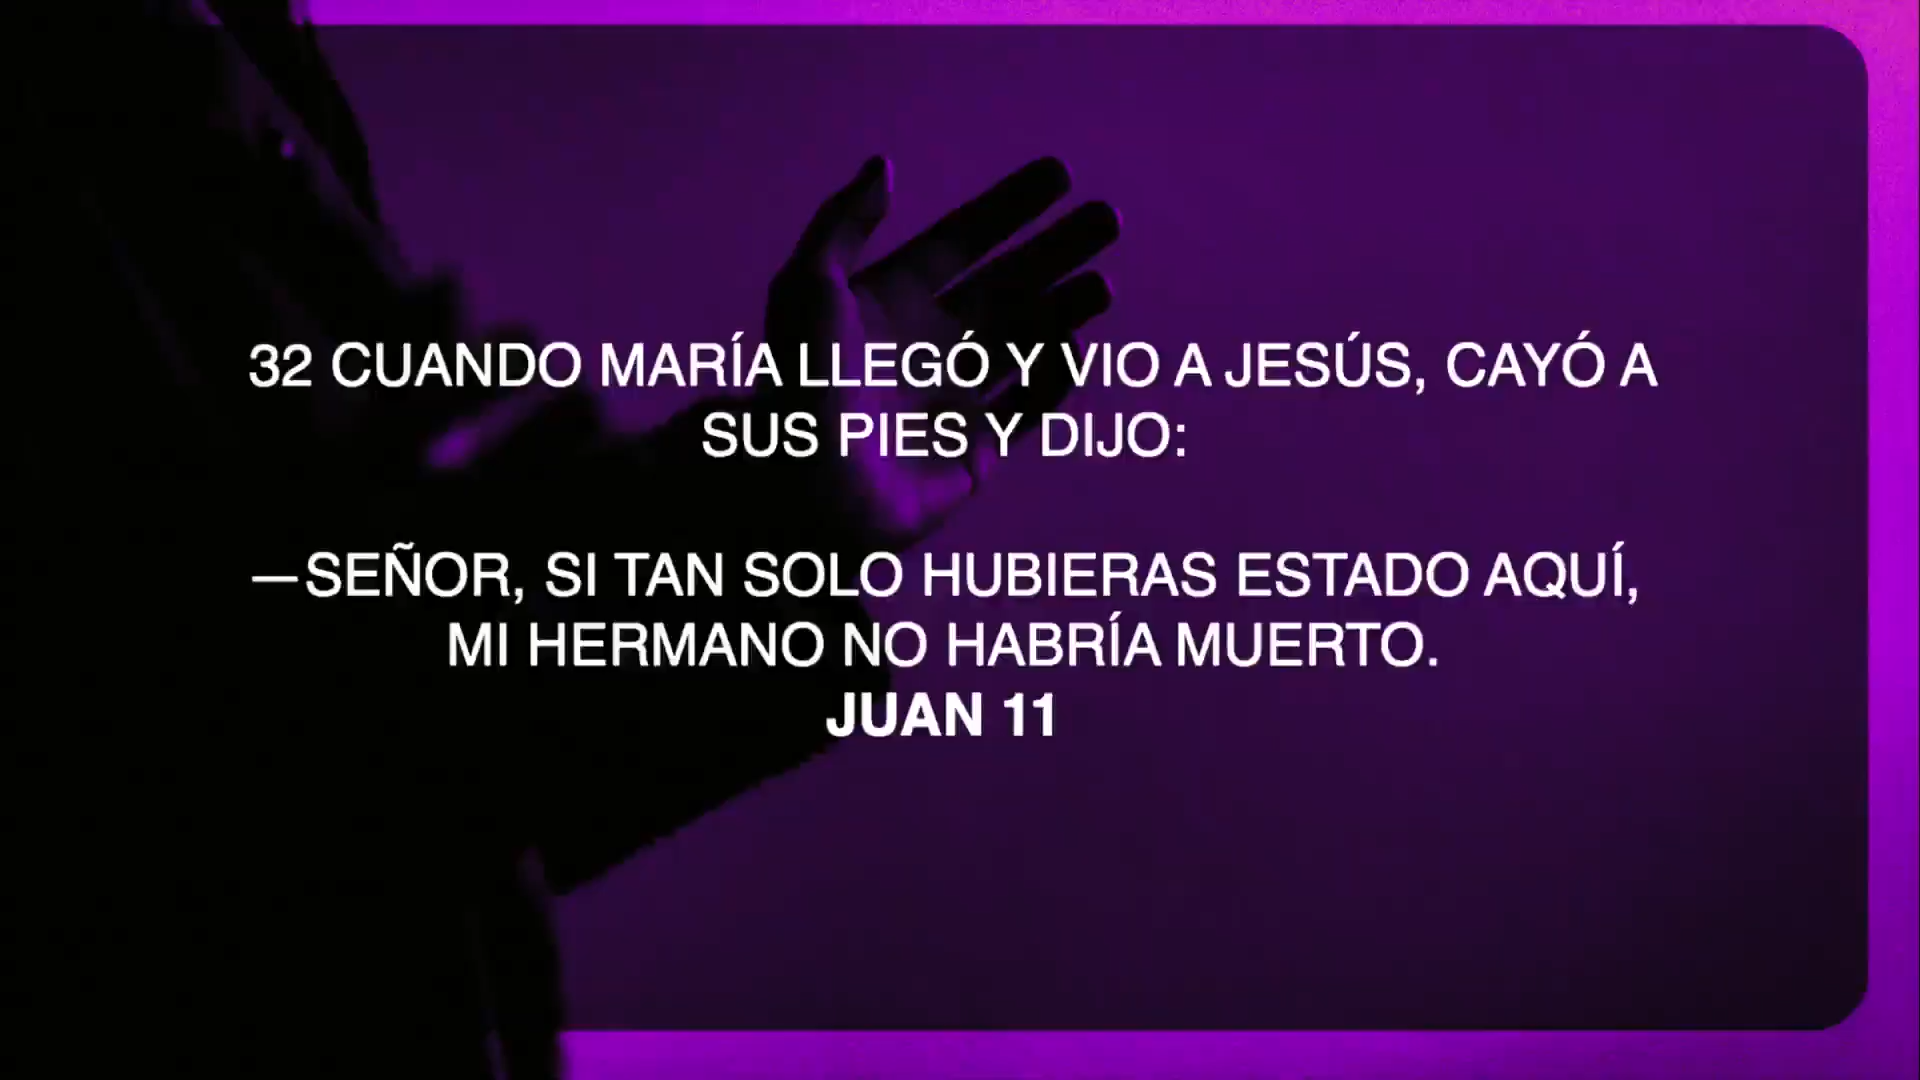 32 CUANDO MARÍA LLEGÓ Y VIO A JESÚS, CAYÓ A
SUS PIES Y DIJO:
—SEÑOR, SI TAN SOLO HUBIERAS ESTADO AQUÍ,
MI HERMANO NO HABRÍA MUERTO.
JUAN 11